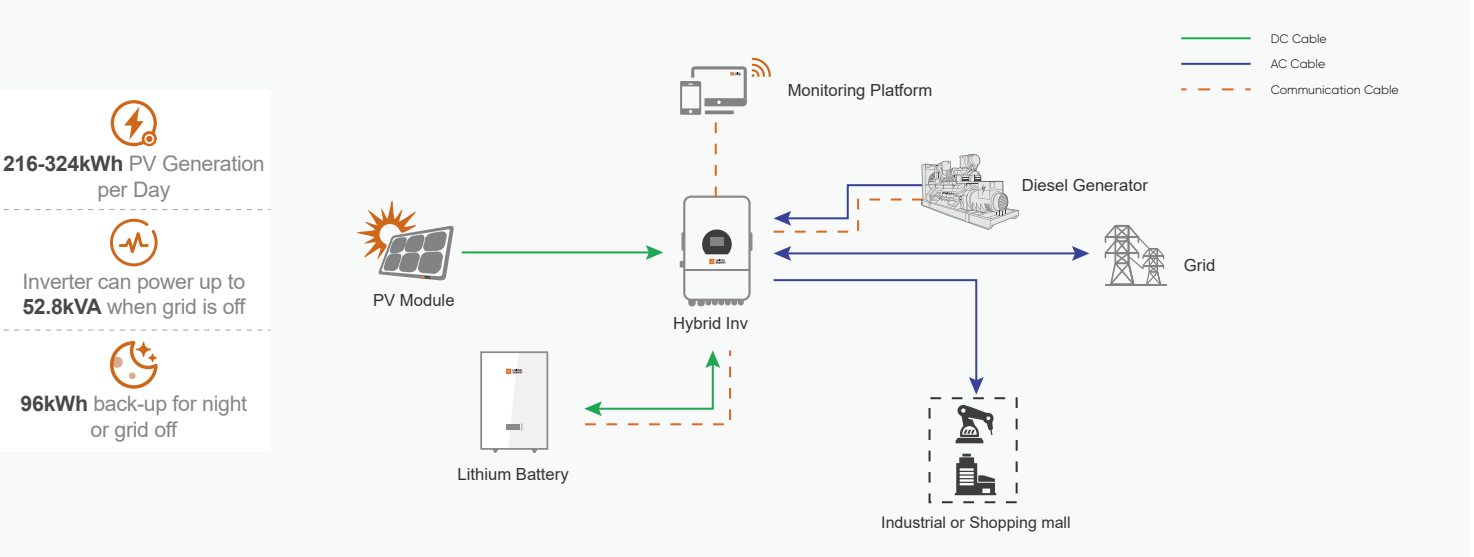 216-324kWh PV Generation
per Day
Inverter can power up to
52.8kVA when grid is off
96kWh back-up for night
or grid off
DC Cable
AC Cable
Communication Cable
Monitoring Platform
Diesel Generator
PV Module
Hybrid Inv
Grid
Lithium Battery
Industrial or Shopping mall